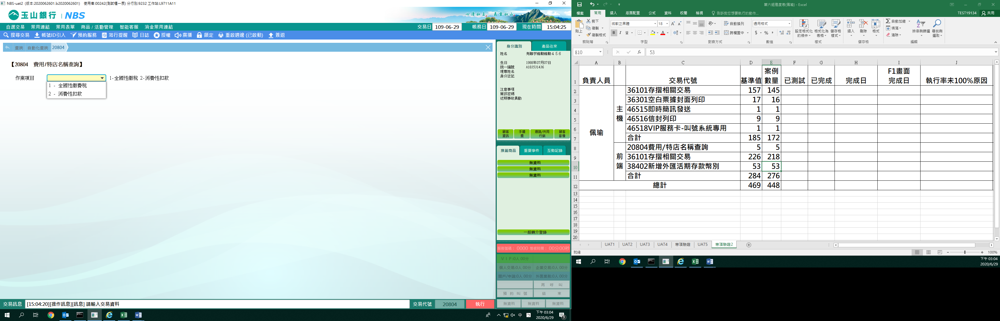 NBS-uat2 (版本:2020062601.b2020062601) 使用者:00242(測試櫃一辰) 分行別:9232 工作站:L9711A11
玉山銀行 | NBS
心清如玉 義重如山
自選交易 常用連結 常用表單 商品 / 活動管理 智能客服 消金常用連結
交易日 109-06-29 帳務日 109-06-29 現在時間 15:04:25
搜尋交易 帳號ID引入 預約服務 蒞行提醒 日誌 授權 廣播 鎖定 重啟週邊 (已啟動) 簽退
查詢 自動化查詢 20804
【20804 費用/特店名稱查詢】
作業項目 1-全國性繳稅 2-消費性扣款
1 - 全國性繳費稅
2 - 消費性扣款
身分識別 產品往來
姓名 有難字 456
生日 1988年07月07日
統一編號 A183531436
理專姓名
身分註記
注意事項
簡訊密碼
近期事故異動
顧客資訊 手續費 通路/共同行銷 顧客影像
推薦商品 重要事件 互動記錄
無資料
無資料
無資料
一般轉介登錄
服務號碼： 0000 等候時間： 00分00秒
ＶＩＰ:0人 00分
個人交易:0人 00分 企業交易:0人 00分
開戶/申請:0人 00分 外匯業務:0人 00分
再 呼 叫
預 約 叫 號 結 束
無資料 無資料 無資料
交易訊息 [15:04:20][操作訊息][訊息] 請輸入交易資料 交易代號 20804 執行
中
下午 03:04
2020/6/29
3
第六組進度表(佩瑜) - Excel
檔案 常用 插入 版面配置 公式 資料 校閱 檢視 告訴我您想要執行的動作... TEST19134 共用
貼上 剪下 複製 複製格式
微軟正黑體 18
B I U
自動換列
跨欄置中
通用格式
$ %
設定格式化的條件 格式化為表格 儲存格樣式
插入 刪除 格式
自動加總 填滿 清除
排序與篩選 尋找與選取
剪貼簿 字型 對齊方式 數值 樣式 儲存格 編輯
E10 fx 53
A B C D E F G H I J
1 負責人員 交易代號 基準值 案例數量 已測試 已完成 完成日 F1畫面完成日 執行率未100%原因
佩瑜
主機
2 36101存摺相關交易 157 145
3 36301空白票據封面列印 17 16
4 46515即時簡訊發送 1 1
5 46516信封列印 9 9
6 46518VIP服務卡-叫號系統專用 1 1
7 合計 185 172
前端
8 20804費用/特店名稱查詢 5 5
9 36101存摺相關交易 226 218
10 38402新增外匯活期存款幣別 53 53
11 合計 284 276
12 總計 469 448
13
14
15
16
17
18
19
20
UAT1 UAT2 UAT3 UAT4 專項驗證 UAT5 專項驗證2
就緒 100%
下午 03:04
2020/6/29